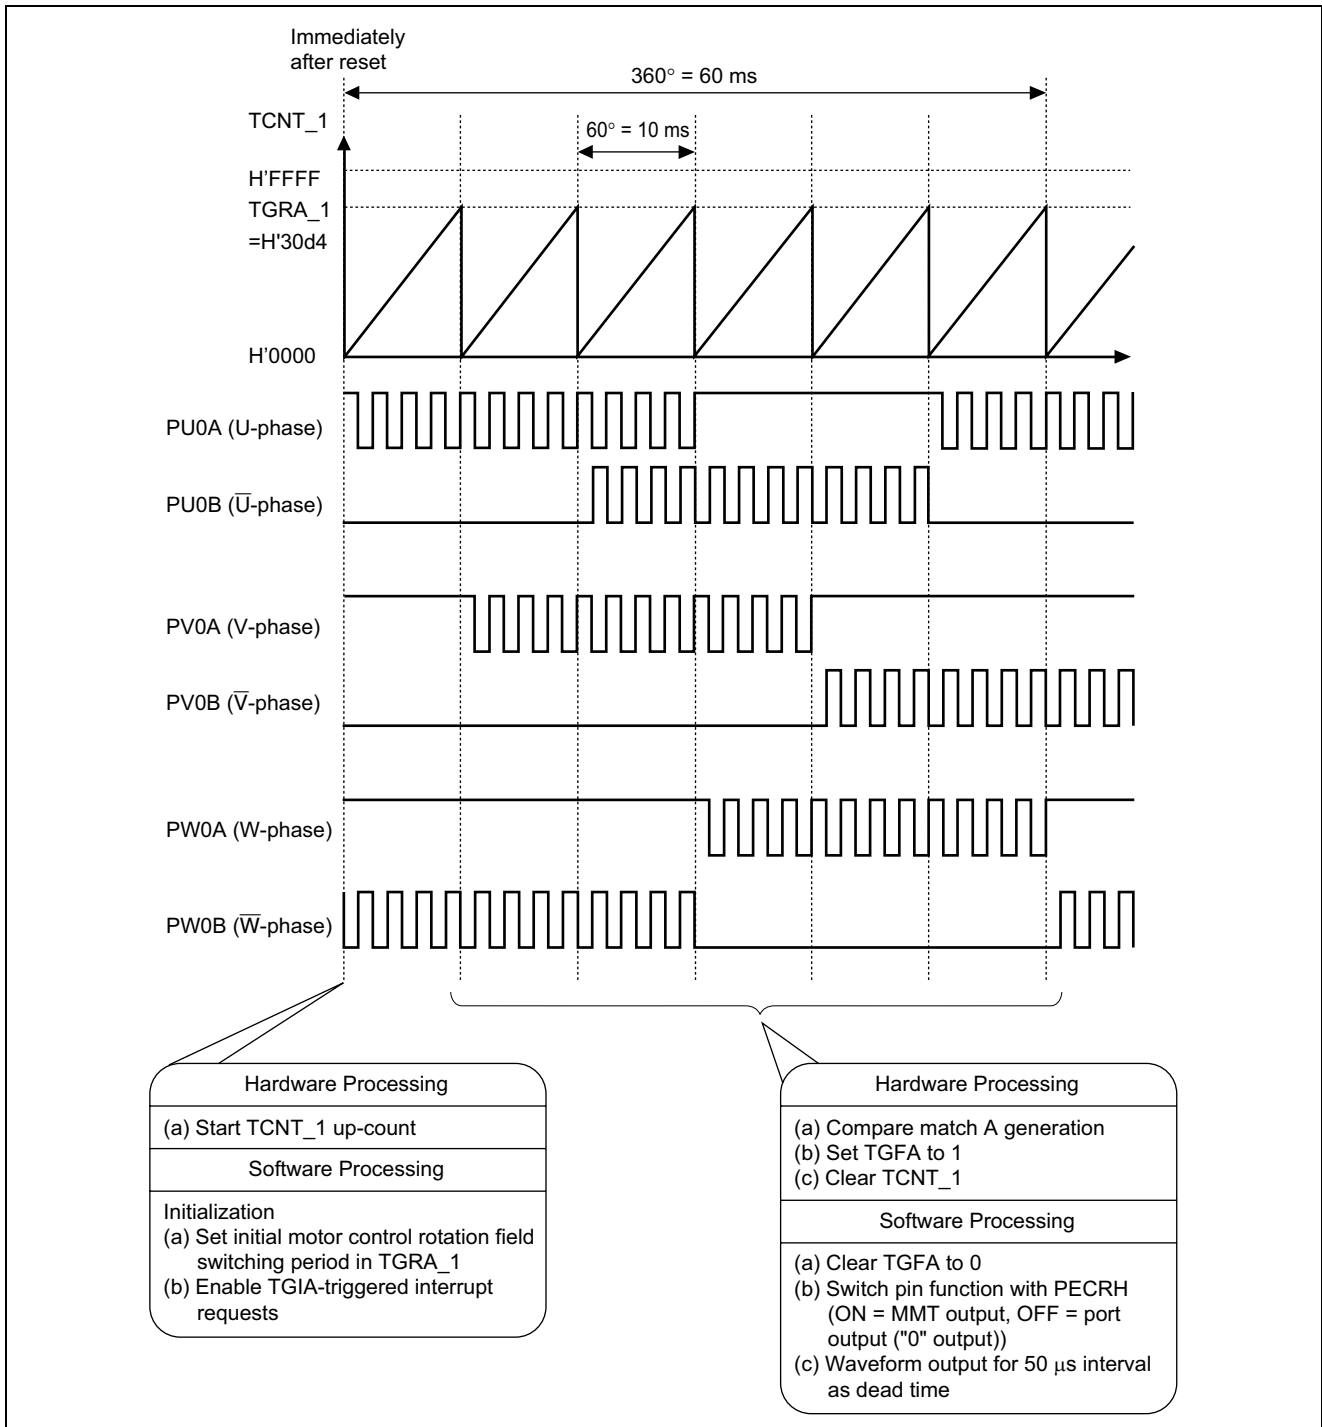 Immediately
after reset
360° = 60 ms
TCNT_1
60° = 10 ms
H'FFFF
TGRA_1
=H'30d4
H'0000
PU0A (U-phase)
PU0B (U̅-phase)
PV0A (V-phase)
PV0B (V̅-phase)
PW0A (W-phase)
PW0B (W̅-phase)
Hardware Processing
(a) Start TCNT_1 up-count
Software Processing
Initialization
(a) Set initial motor control rotation field
switching period in TGRA_1
(b) Enable TGIA-triggered interrupt
requests
Hardware Processing
(a) Compare match A generation
(b) Set TGFA to 1
(c) Clear TCNT_1
Software Processing
(a) Clear TGFA to 0
(b) Switch pin function with PECRH
(ON = MMT output, OFF = port
output ("0" output))
(c) Waveform output for 50 μs interval
as dead time